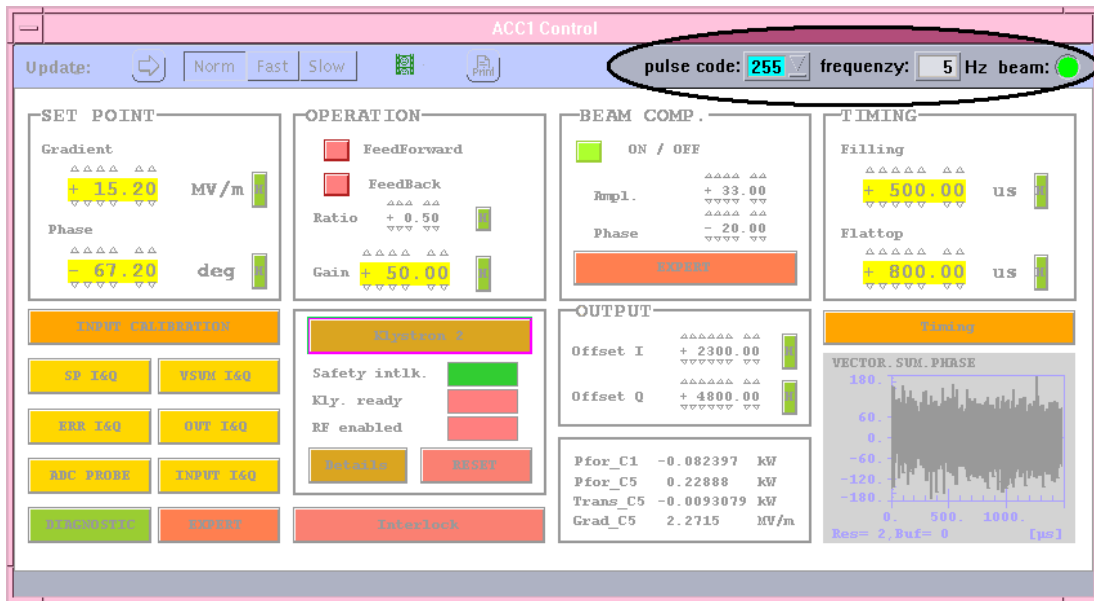 ACC1 Control
Update: Norm Fast Slow Print pulse code: 255 frequenzy: 5 Hz beam:
SET POINT
Gradient
+ 15.20 MV/m H
Phase
- 67.20 deg H
OPERATION
FeedForward
FeedBack
Ratio + 0.50 H
Gain + 50.00 H
BEAM COMP.
ON / OFF
Ampl. + 33.00
Phase - 20.00
EXPERT
TIMING
Filling
+ 500.00 us H
Flattop
+ 800.00 us H
INPUT CALIBRATION
SP I&Q VSUM I&Q
ERR I&Q OUT I&Q
ADC PROBE INPUT I&Q
DIAGNOSTIC EXPERT
Klystron 2
Safety intlk.
Kly. ready
RF enabled
Details RESET
Interlock
OUTPUT
Offset I + 2300.00 H
Offset Q + 4800.00 H
Pfor_C1 -0.082397 kW
Pfor_C5 0.22888 kW
Trans_C5 -0.0093079 kW
Grad_C5 2.2715 MV/m
Timing
VECTOR.SUM.PHASE
180.
60.
0.
-60.
-120.
-180.
0. 500. 1000.
Res= 2,Buf= 0 [µs]